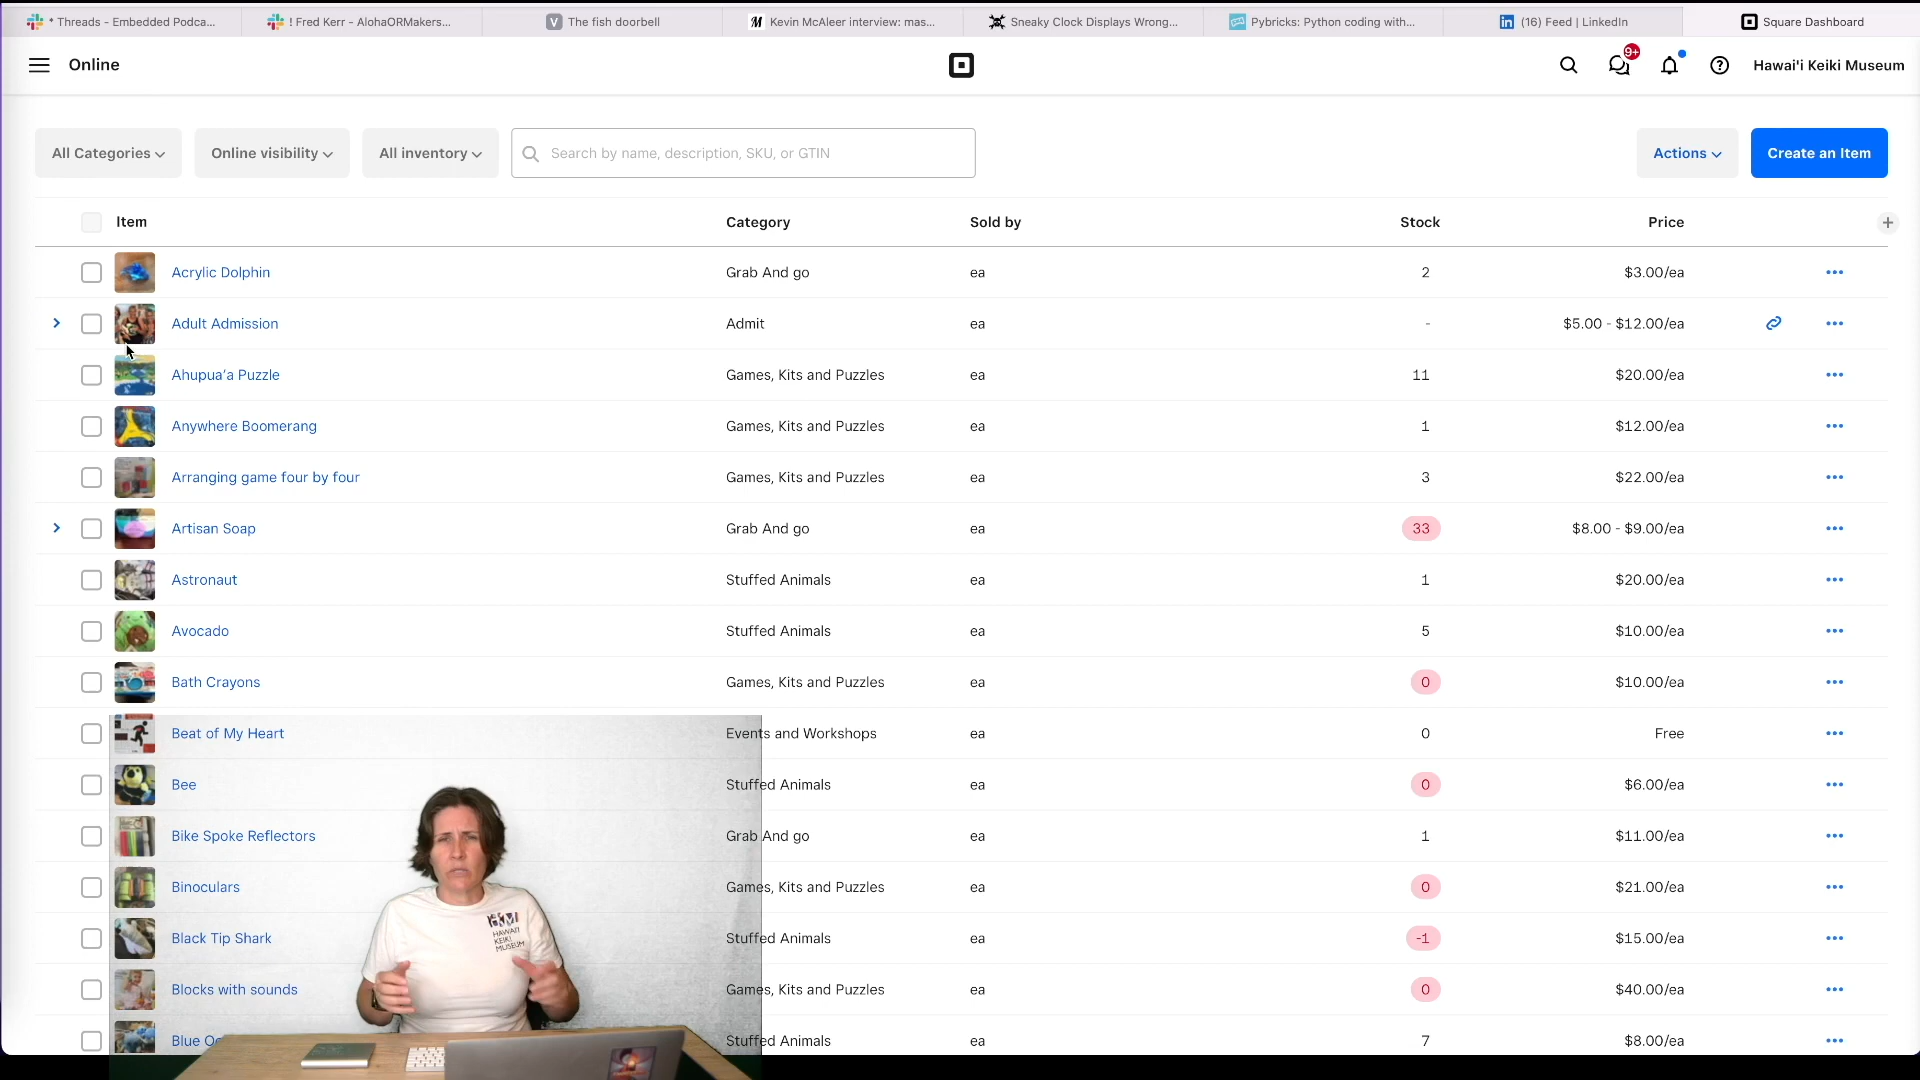 * Threads - Embedded Podca...
! Fred Kerr - AlohaORMakers...
V The fish doorbell
M Kevin McAleer interview: mas...
Sneaky Clock Displays Wrong...
Pybricks: Python coding with...
in (16) Feed | LinkedIn
Square Dashboard
Online
9+
Hawai'i Keiki Museum
All Categories
Online visibility
All inventory
Search by name, description, SKU, or GTIN
Actions
Create an Item
Item Category Sold by Stock Price +
Acrylic Dolphin Grab And go ea 2 $3.00/ea
Adult Admission Admit ea - $5.00 - $12.00/ea
Ahupua'a Puzzle Games, Kits and Puzzles ea 11 $20.00/ea
Anywhere Boomerang Games, Kits and Puzzles ea 1 $12.00/ea
Arranging game four by four Games, Kits and Puzzles ea 3 $22.00/ea
Artisan Soap Grab And go ea 33 $8.00 - $9.00/ea
Astronaut Stuffed Animals ea 1 $20.00/ea
Avocado Stuffed Animals ea 5 $10.00/ea
Bath Crayons Games, Kits and Puzzles ea 0 $10.00/ea
Beat of My Heart Events and Workshops ea 0 Free
Bee Stuffed Animals ea 0 $6.00/ea
Bike Spoke Reflectors Grab And go ea 1 $11.00/ea
Binoculars Games, Kits and Puzzles ea 0 $21.00/ea
Black Tip Shark Stuffed Animals ea -1 $15.00/ea
Blocks with sounds Games, Kits and Puzzles ea 0 $40.00/ea
Blue Stuffed Animals ea 7 $8.00/ea
HAWAI'I
KEIKI
MUSEUM